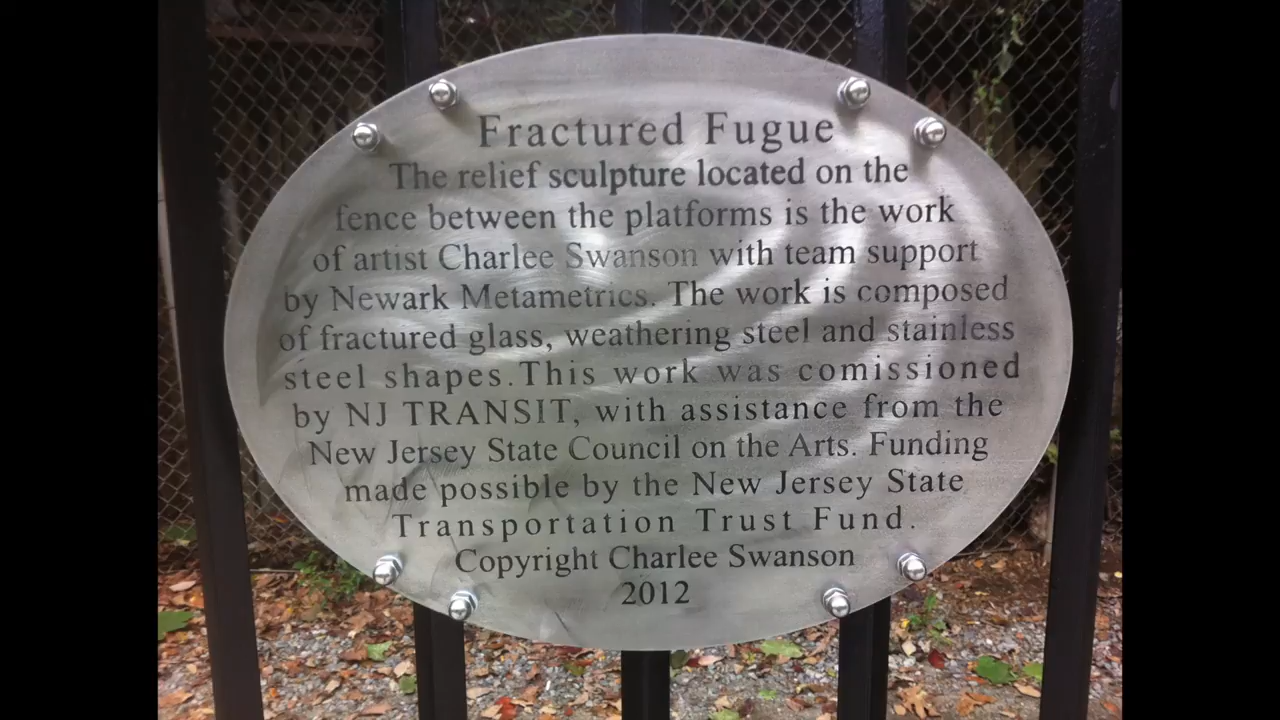 Fractured Fugue
The relief sculpture located on the
fence between the platforms is the work
of artist Charlee Swanson with team support
by Newark Metametrics. The work is composed
of fractured glass, weathering steel and stainless
steel shapes.This work was comissioned
by NJ TRANSIT, with assistance from the
New Jersey State Council on the Arts. Funding
made possible by the New Jersey State
Transportation Trust Fund.
Copyright Charlee Swanson
2012